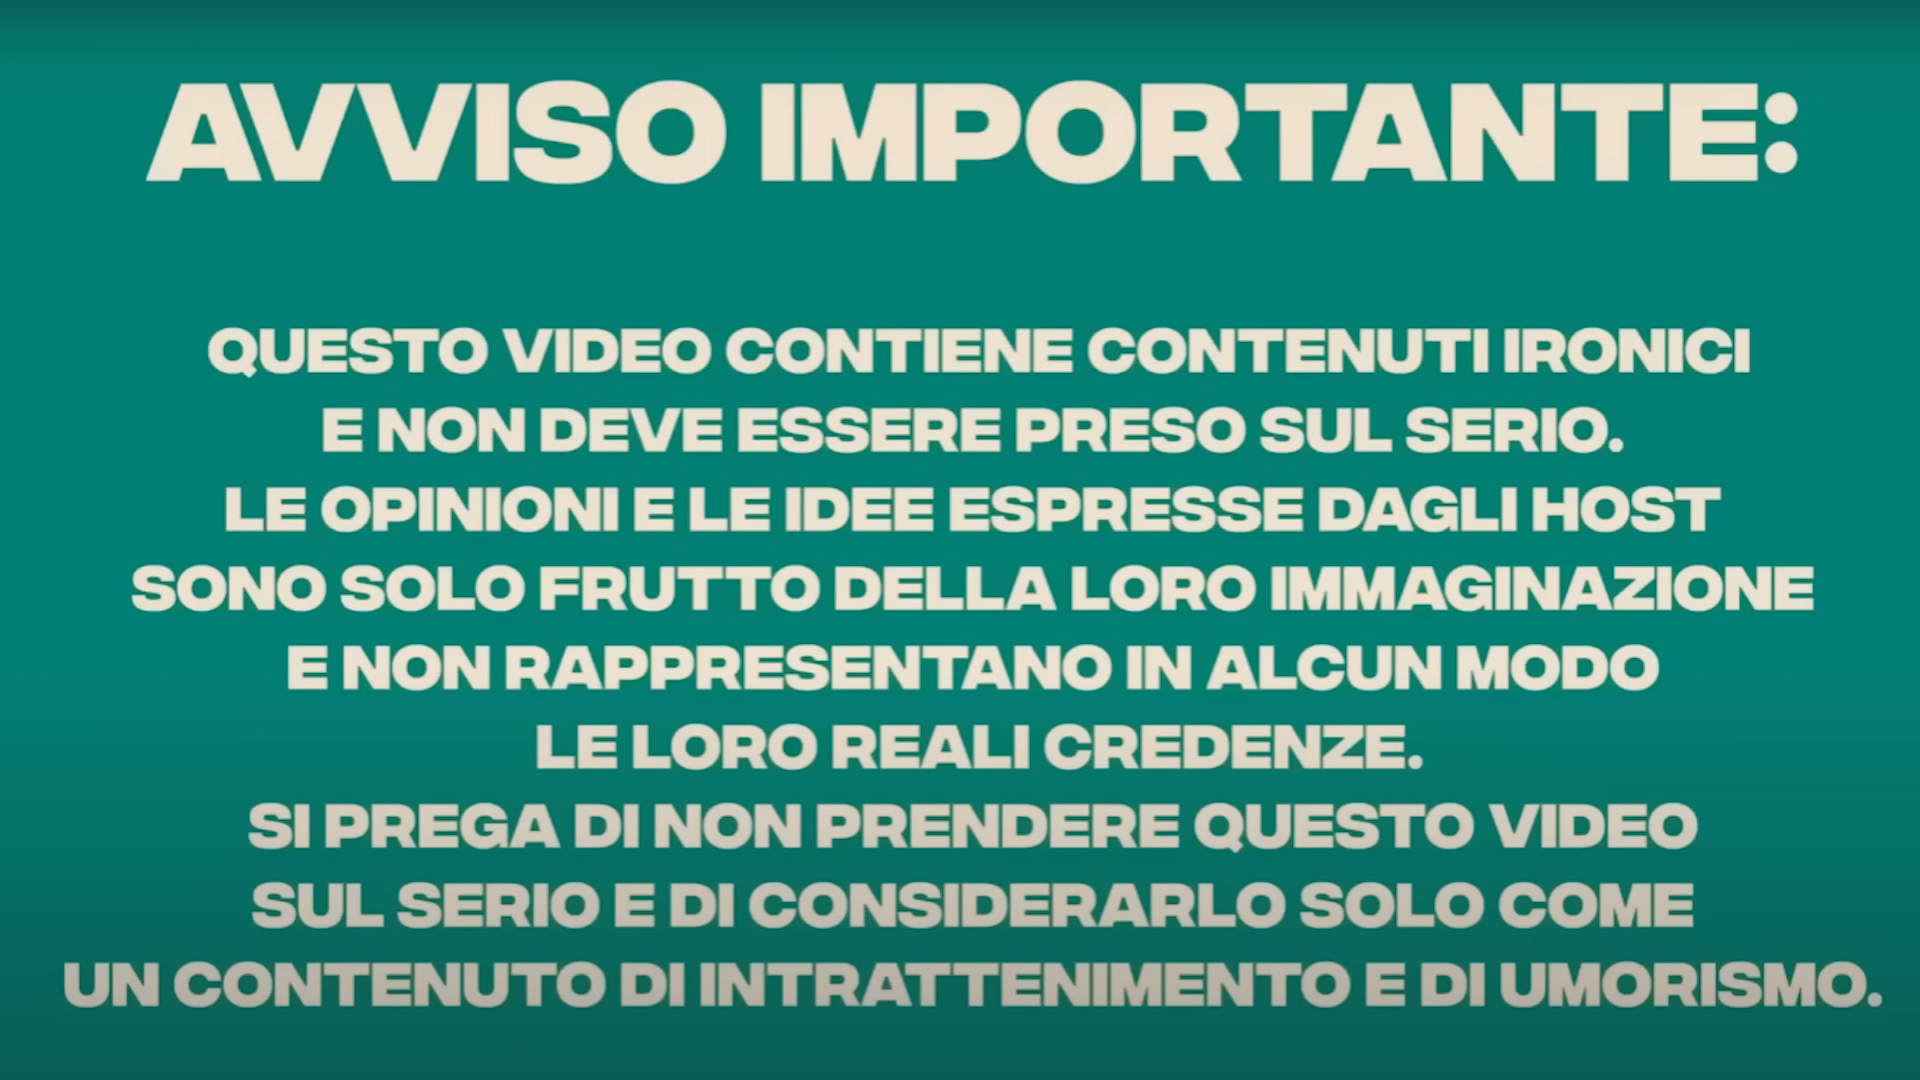 AVVISO IMPORTANTE:
QUESTO VIDEO CONTIENE CONTENUTI IRONICI
E NON DEVE ESSERE PRESO SUL SERIO.
LE OPINIONI E LE IDEE ESPRESSE DAGLI HOST
SONO SOLO FRUTTO DELLA LORO IMMAGINAZIONE
E NON RAPPRESENTANO IN ALCUN MODO
LE LORO REALI CREDENZE.
SI PREGA DI NON PRENDERE QUESTO VIDEO
SUL SERIO E DI CONSIDERARLO SOLO COME
UN CONTENUTO DI INTRATTENIMENTO E DI UMORISMO.